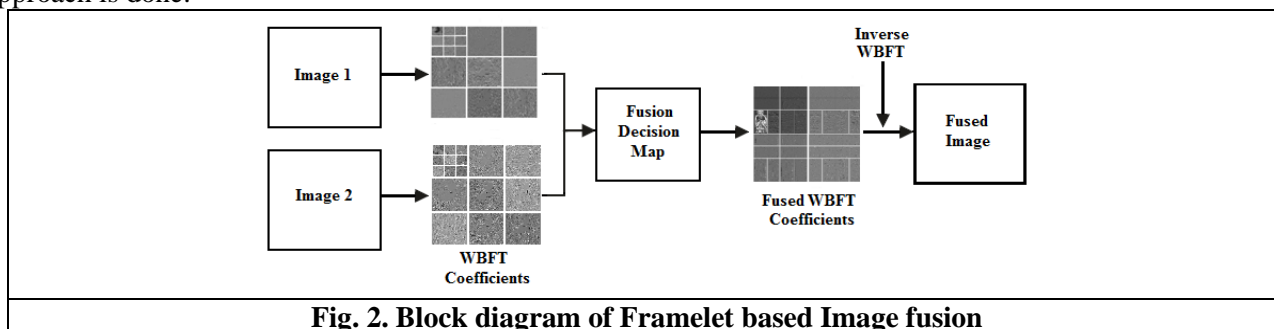 pproach is done.
Image 1
Image 2
WBFT
Coefficients
Fusion
Decision
Map
Fused WBFT
Coefficients
Inverse
WBFT
Fused
Image
Fig. 2. Block diagram of Framelet based Image fusion